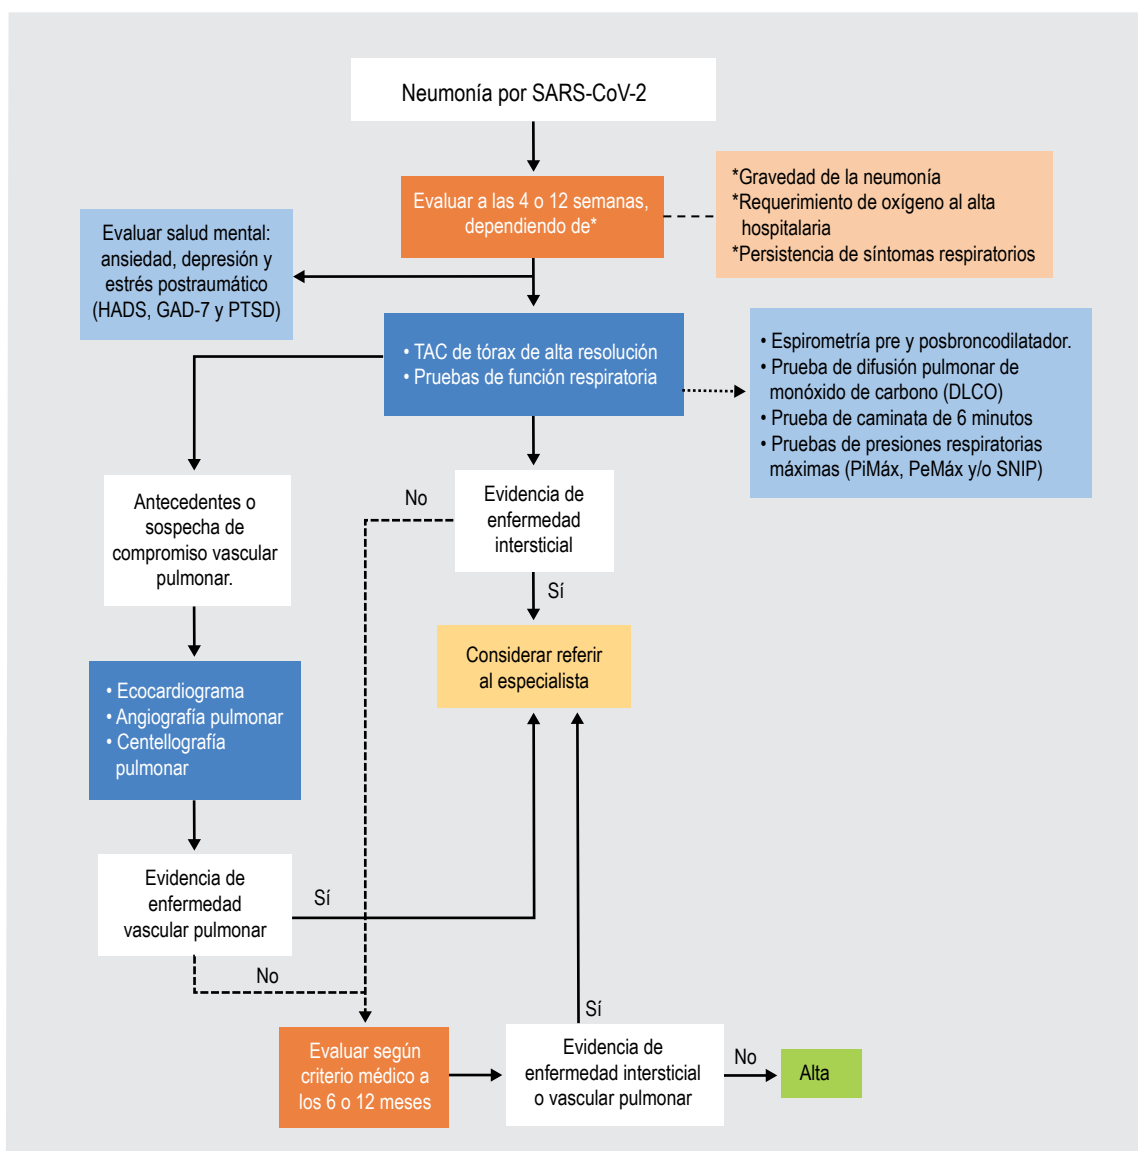 Neumonía por SARS-CoV-2
Evaluar a las 4 o 12 semanas,
dependiendo de*
*Gravedad de la neumonía
*Requerimiento de oxígeno al alta
hospitalaria
*Persistencia de síntomas respiratorios
Evaluar salud mental:
ansiedad, depresión y
estrés postraumático
(HADS, GAD-7 y PTSD)
• TAC de tórax de alta resolución
• Pruebas de función respiratoria
• Espirometría pre y posbroncodilatador.
• Prueba de difusión pulmonar de
monóxido de carbono (DLCO)
• Prueba de caminata de 6 minutos
• Pruebas de presiones respiratorias
máximas (PiMáx, PeMáx y/o SNIP)
Antecedentes o
sospecha de
compromiso vascular
pulmonar.
No
Evidencia de
enfermedad
intersticial
Sí
Considerar referir
al especialista
• Ecocardiograma
• Angiografía pulmonar
• Centellografía
pulmonar
Evidencia de
enfermedad
vascular pulmonar
Sí
No
Evaluar según
criterio médico a
los 6 o 12 meses
Sí
Evidencia de
enfermedad intersticial
o vascular pulmonar
No
Alta